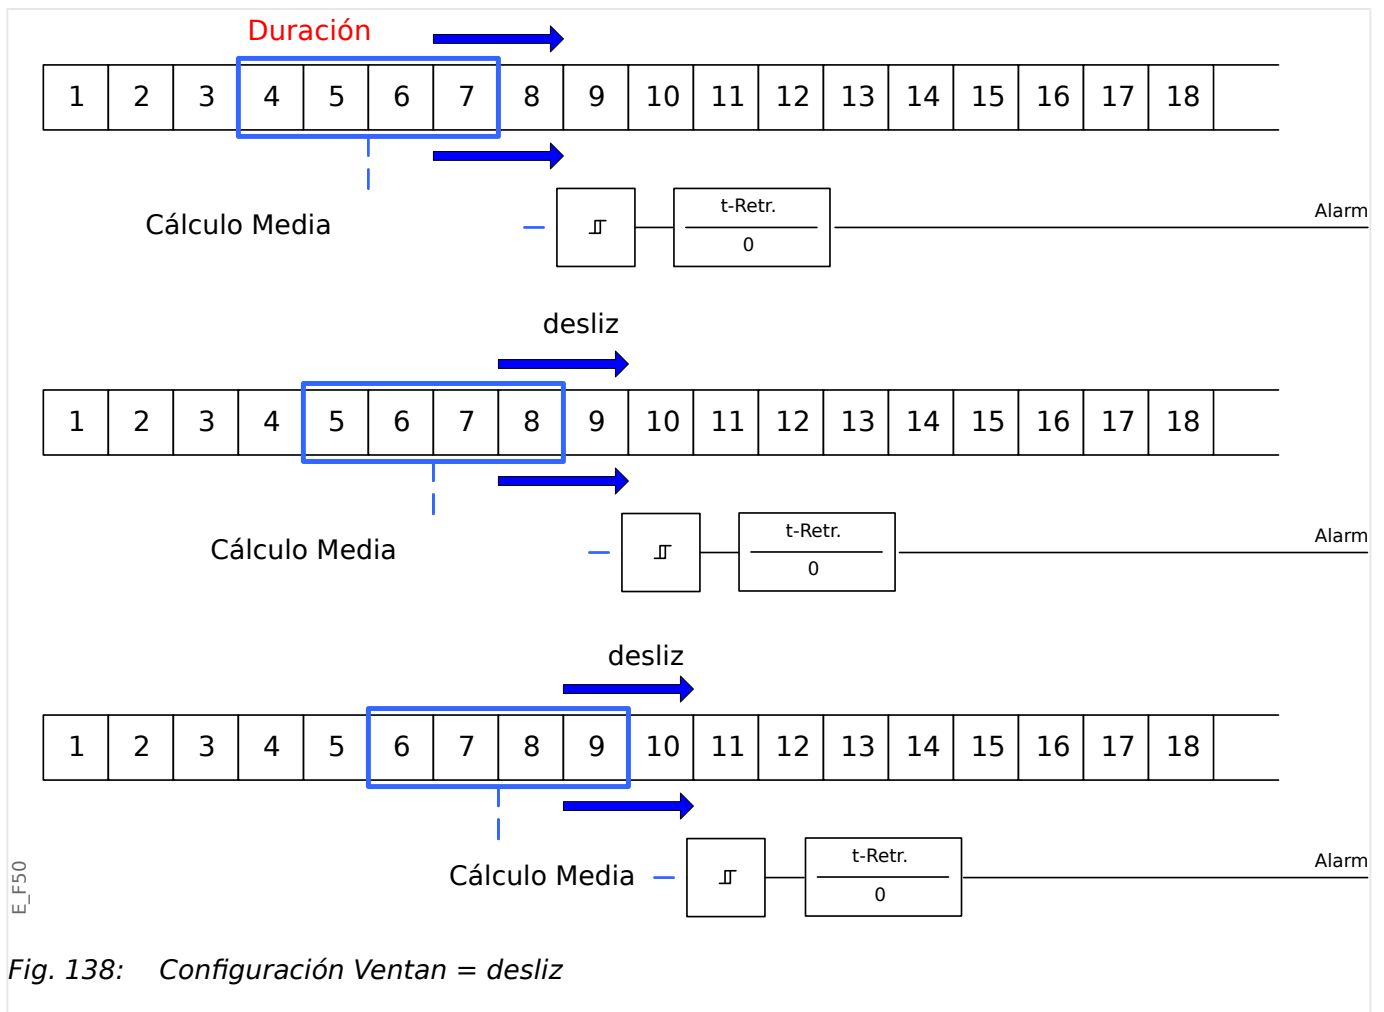 Duración
1 2 3 4 5 6 7 8 9 10 11 12 13 14 15 16 17 18
t-Retr.
Alarm
Cálculo Media
0
desliz
1 2 3 4 5 6 7 8 9 10 11 12 13 14 15 16 17 18
t-Retr.
Alarm
Cálculo Media
0
desliz
1 2 3 4 5 6 7 8 9 10 11 12 13 14 15 16 17 18
t-Retr.
Alarm
Cálculo Media
0
E_F50
Fig. 138: Configuración Ventan = desliz